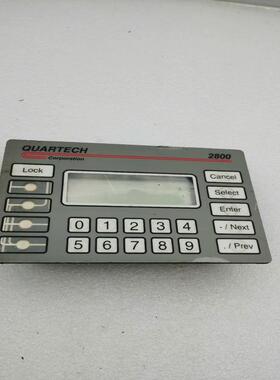 QUARTECH
Corporation
2800
Lock
Cancel
Select
Enter
- / Next
. / Prev
0 1 2 3 4
5 6 7 8 9